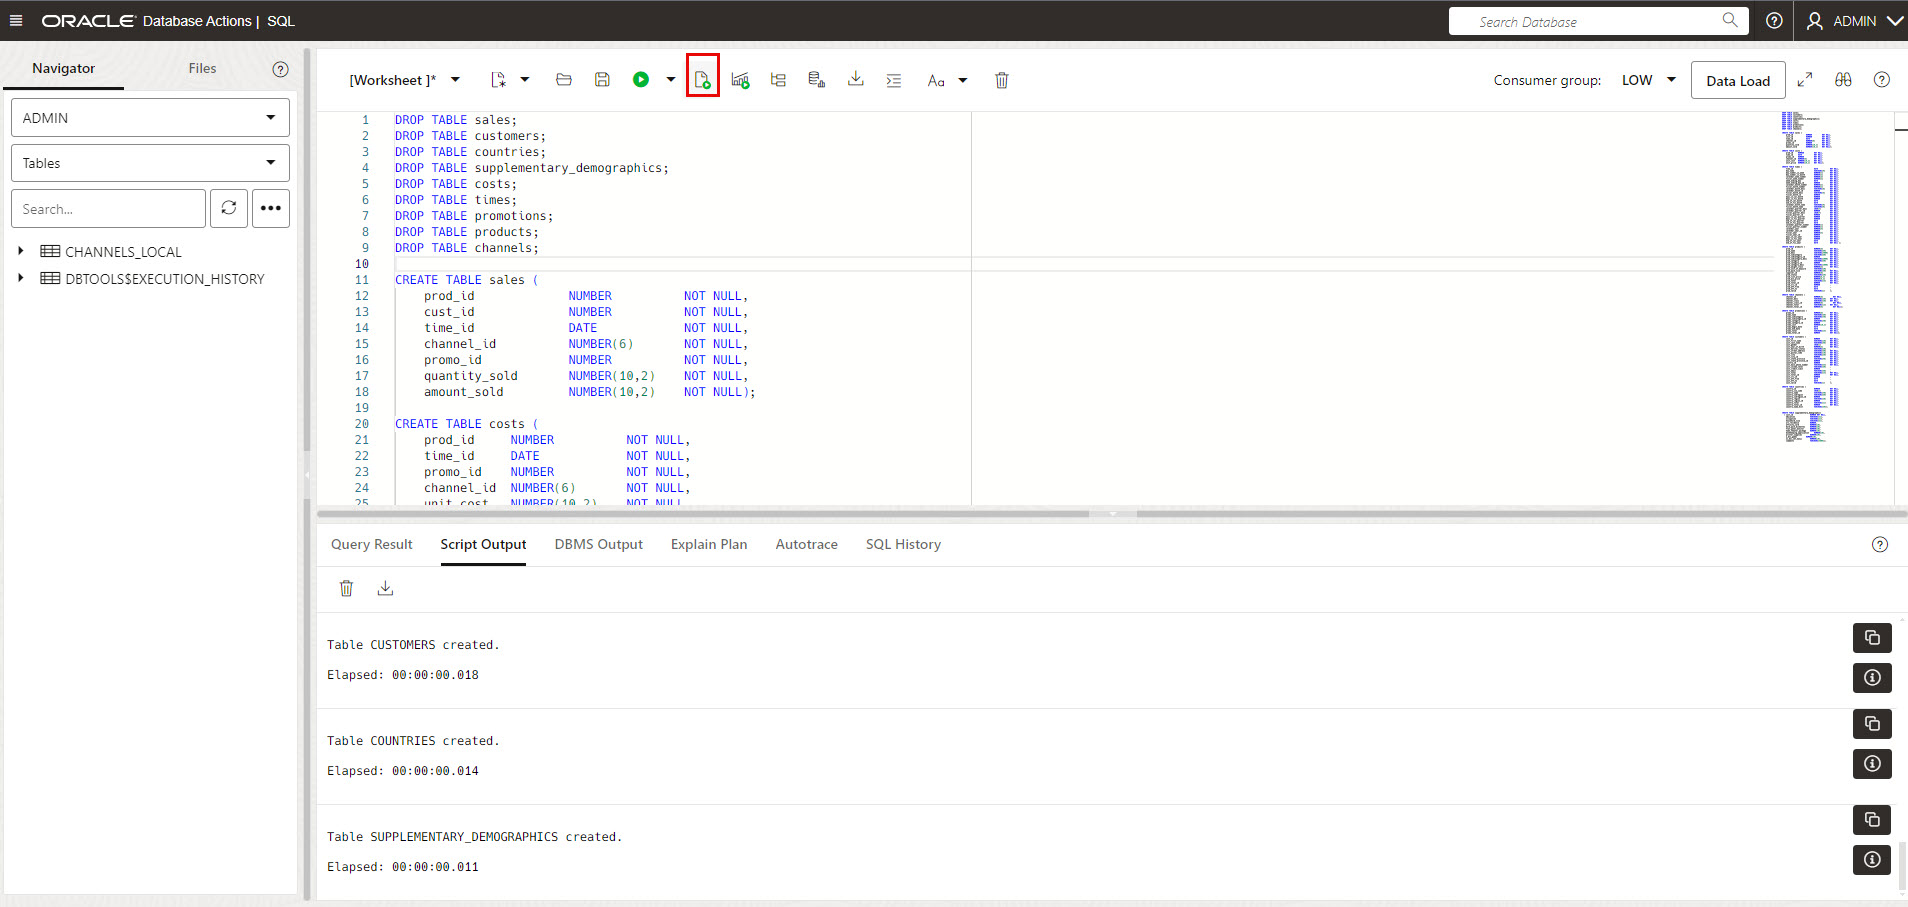 ORACLE Database Actions | SQL
Search Database
ADMIN
Navigator
Files
ADMIN
Tables
Search...
CHANNELS_LOCAL
DBTOOLS$EXECUTION_HISTORY
[Worksheet ]*
Aa
Consumer group: LOW
Data Load
1 DROP TABLE sales;
2 DROP TABLE customers;
3 DROP TABLE countries;
4 DROP TABLE supplementary_demographics;
5 DROP TABLE costs;
6 DROP TABLE times;
7 DROP TABLE promotions;
8 DROP TABLE products;
9 DROP TABLE channels;
10
11 CREATE TABLE sales (
12 prod_id NUMBER NOT NULL,
13 cust_id NUMBER NOT NULL,
14 time_id DATE NOT NULL,
15 channel_id NUMBER(6) NOT NULL,
16 promo_id NUMBER NOT NULL,
17 quantity_sold NUMBER(10,2) NOT NULL,
18 amount_sold NUMBER(10,2) NOT NULL);
19
20 CREATE TABLE costs (
21 prod_id NUMBER NOT NULL,
22 time_id DATE NOT NULL,
23 promo_id NUMBER NOT NULL,
24 channel_id NUMBER(6) NOT NULL,
25 unit_cost NUMBER(10,2) NOT NULL
Query Result
Script Output
DBMS Output
Explain Plan
Autotrace
SQL History
Table CUSTOMERS created.
Elapsed: 00:00:00.018
Table COUNTRIES created.
Elapsed: 00:00:00.014
Table SUPPLEMENTARY_DEMOGRAPHICS created.
Elapsed: 00:00:00.011